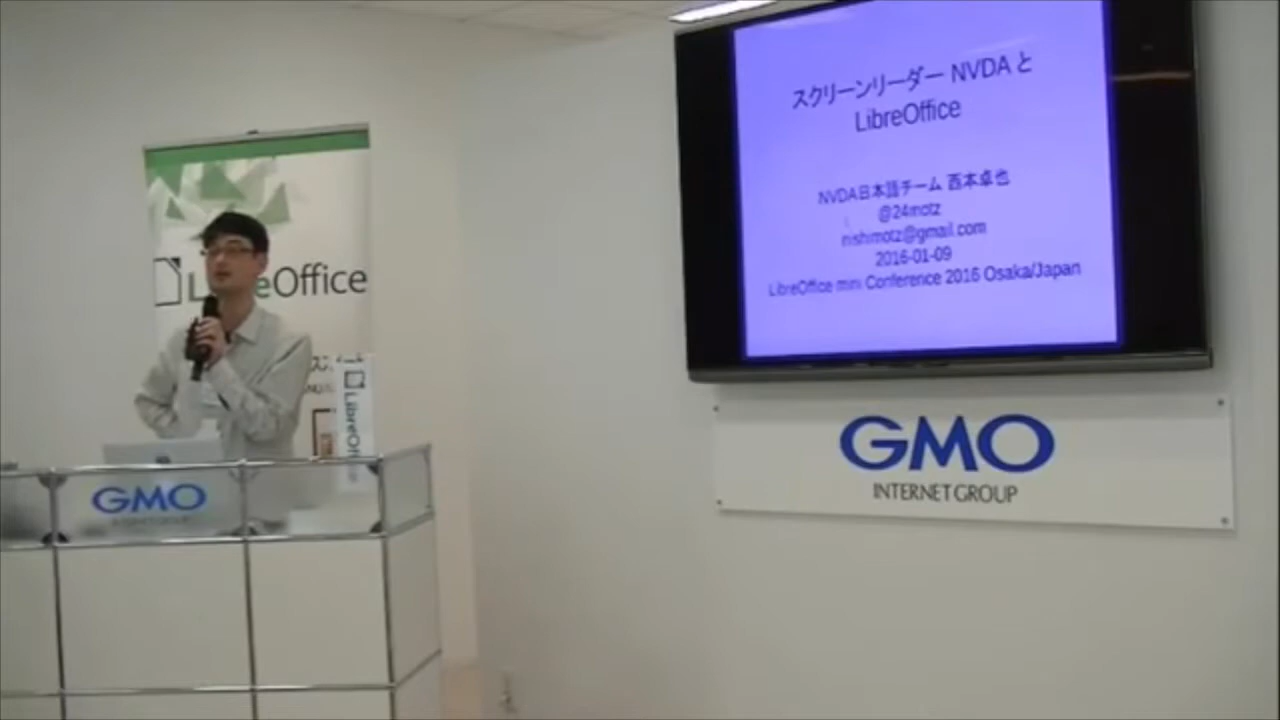 スクリーンリーダー NVDA と
LibreOffice
NVDA日本語チーム 西本卓也
@24motz
nishimotz@gmail.com
2016-01-09
LibreOffice mini Conference 2016 Osaka/Japan
LibreOffice
LibreOf
GMO
GMO
INTERNET GROUP